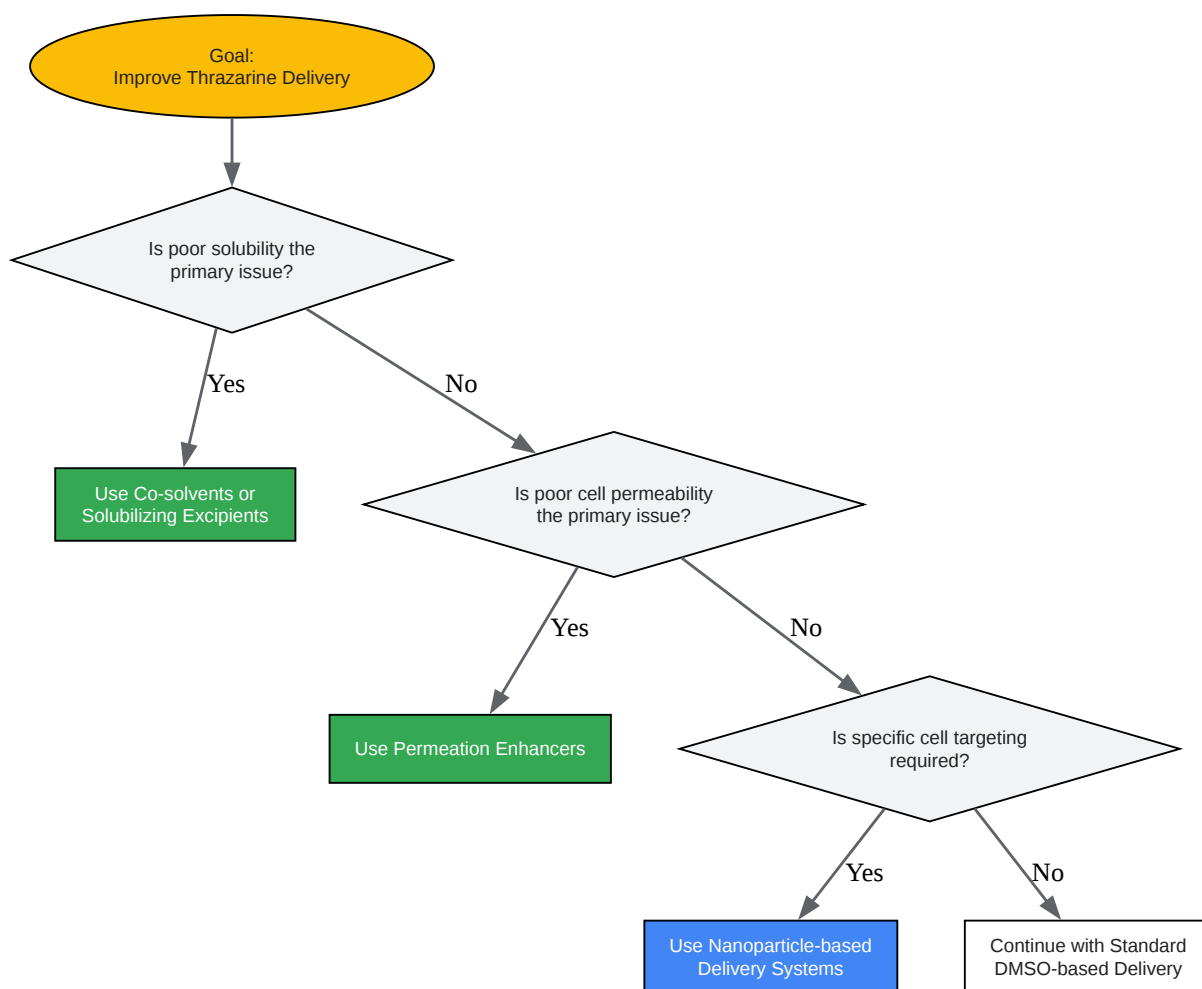 Goal:
Improve Thrazarine Delivery
Is poor solubility the
primary issue?
Yes
No
Use Co-solvents or
Solubilizing Excipients
Is poor cell permeability
the primary issue?
Yes
No
Use Permeation Enhancers
Is specific cell targeting
required?
Yes
No
Use Nanoparticle-based
Delivery Systems
Continue with Standard
DMSO-based Delivery